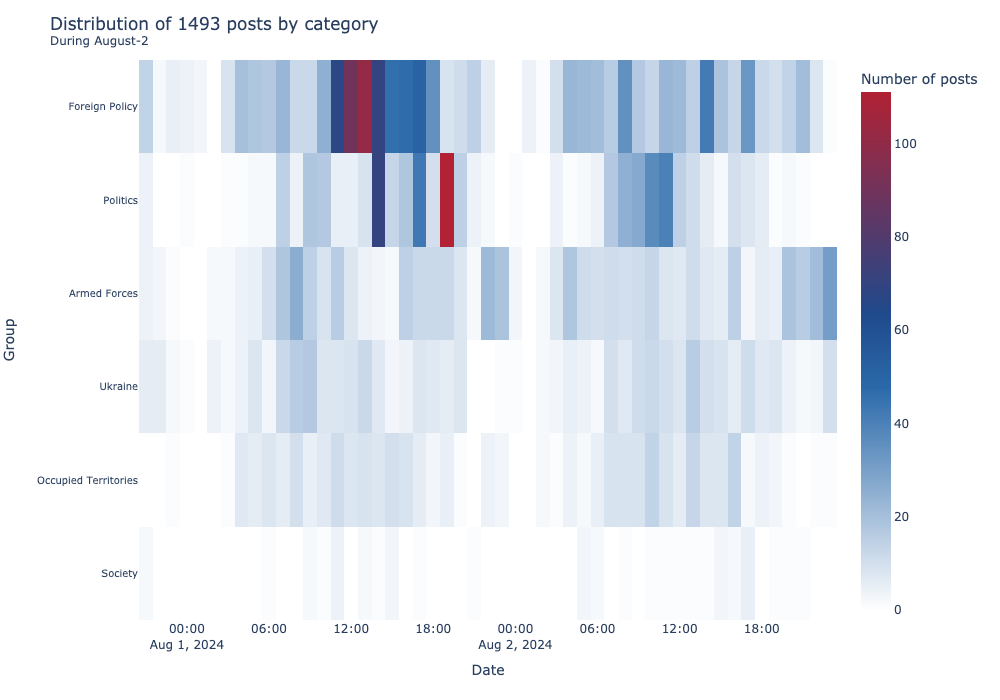 Distribution of 1493 posts by category
During August-2
Number of posts
100
80
60
40
20
0
Group
Foreign Policy
Politics
Armed Forces
Ukraine
Occupied Territories
Society
00:00 06:00 12:00 18:00 00:00 06:00 12:00 18:00
Aug 1, 2024 Aug 2, 2024
Date